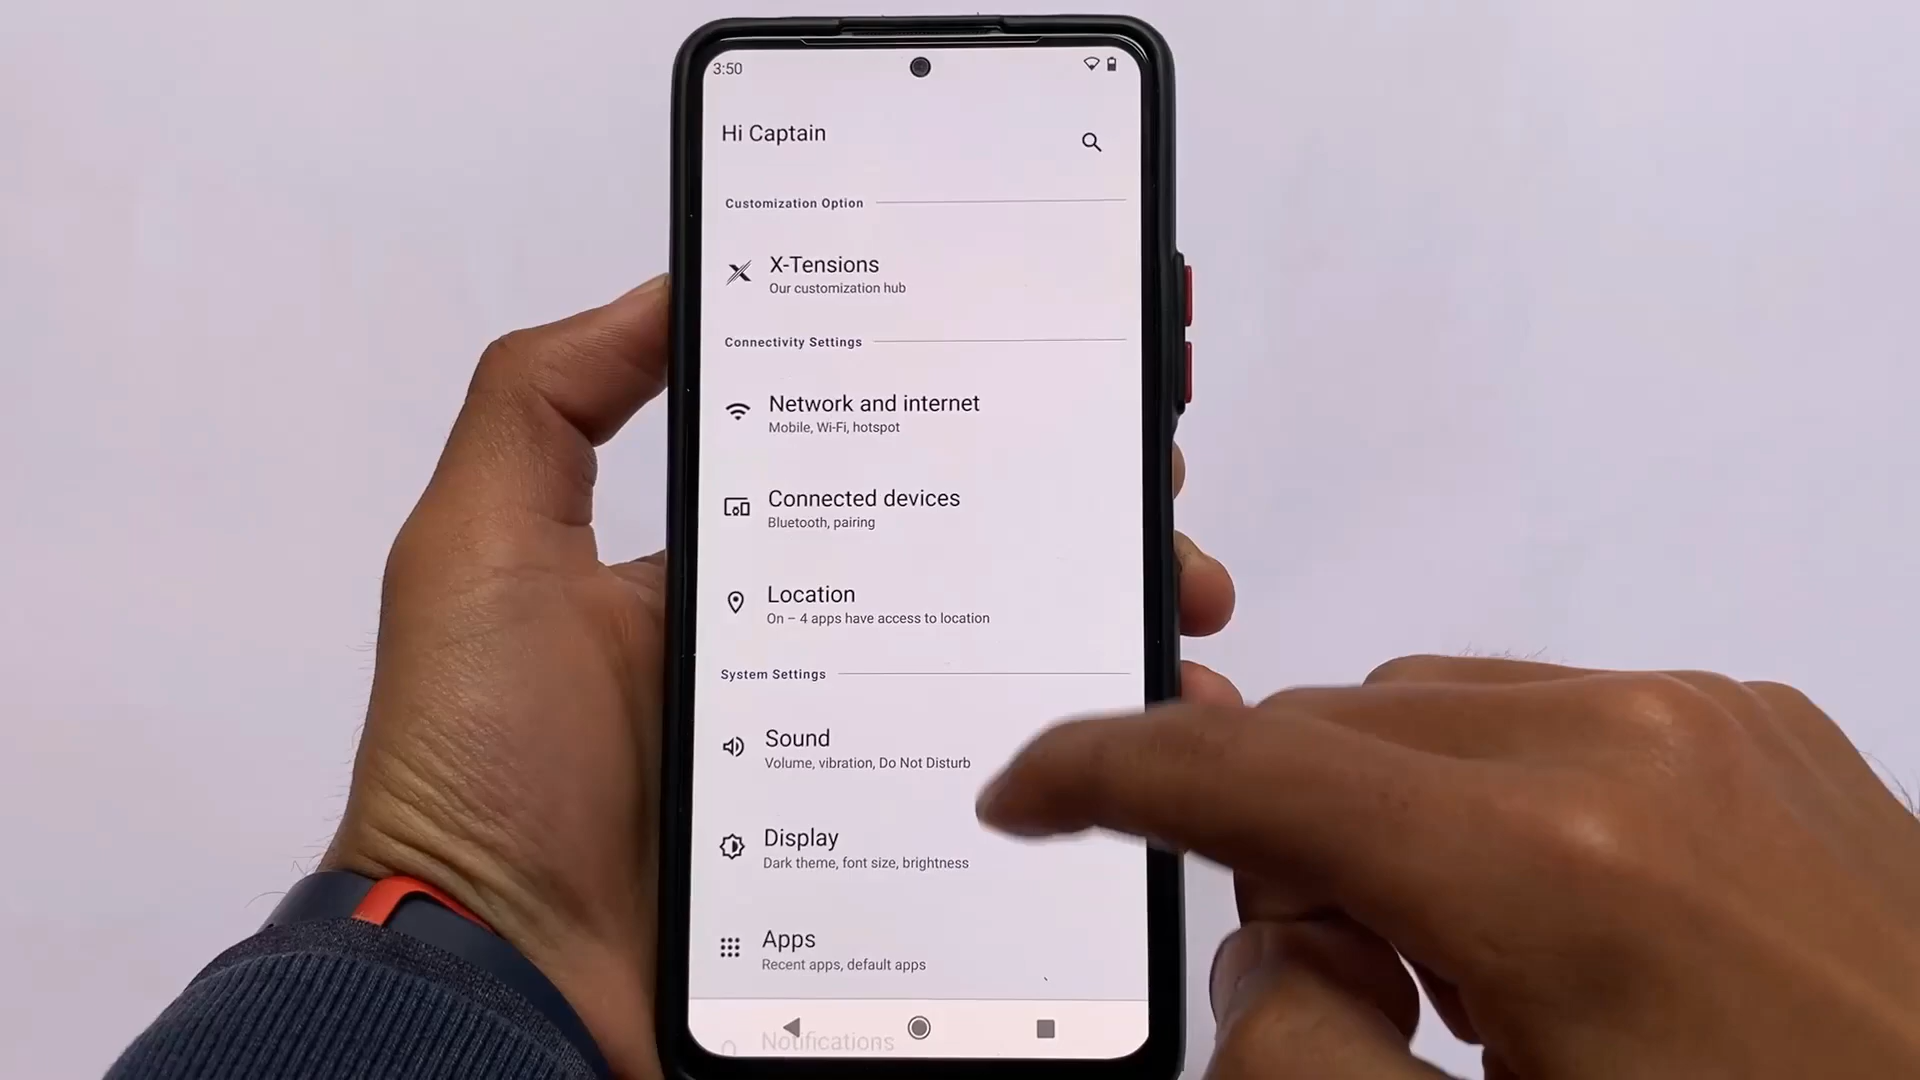 3:50
Hi Captain
Customization Option
X-Tensions
Our customization hub
Connectivity Settings
Network and internet
Mobile, Wi-Fi, hotspot
Connected devices
Bluetooth, pairing
Location
On – 4 apps have access to location
System Settings
Sound
Volume, vibration, Do Not Disturb
Display
Dark theme, font size, brightness
Apps
Recent apps, default apps
Notifications